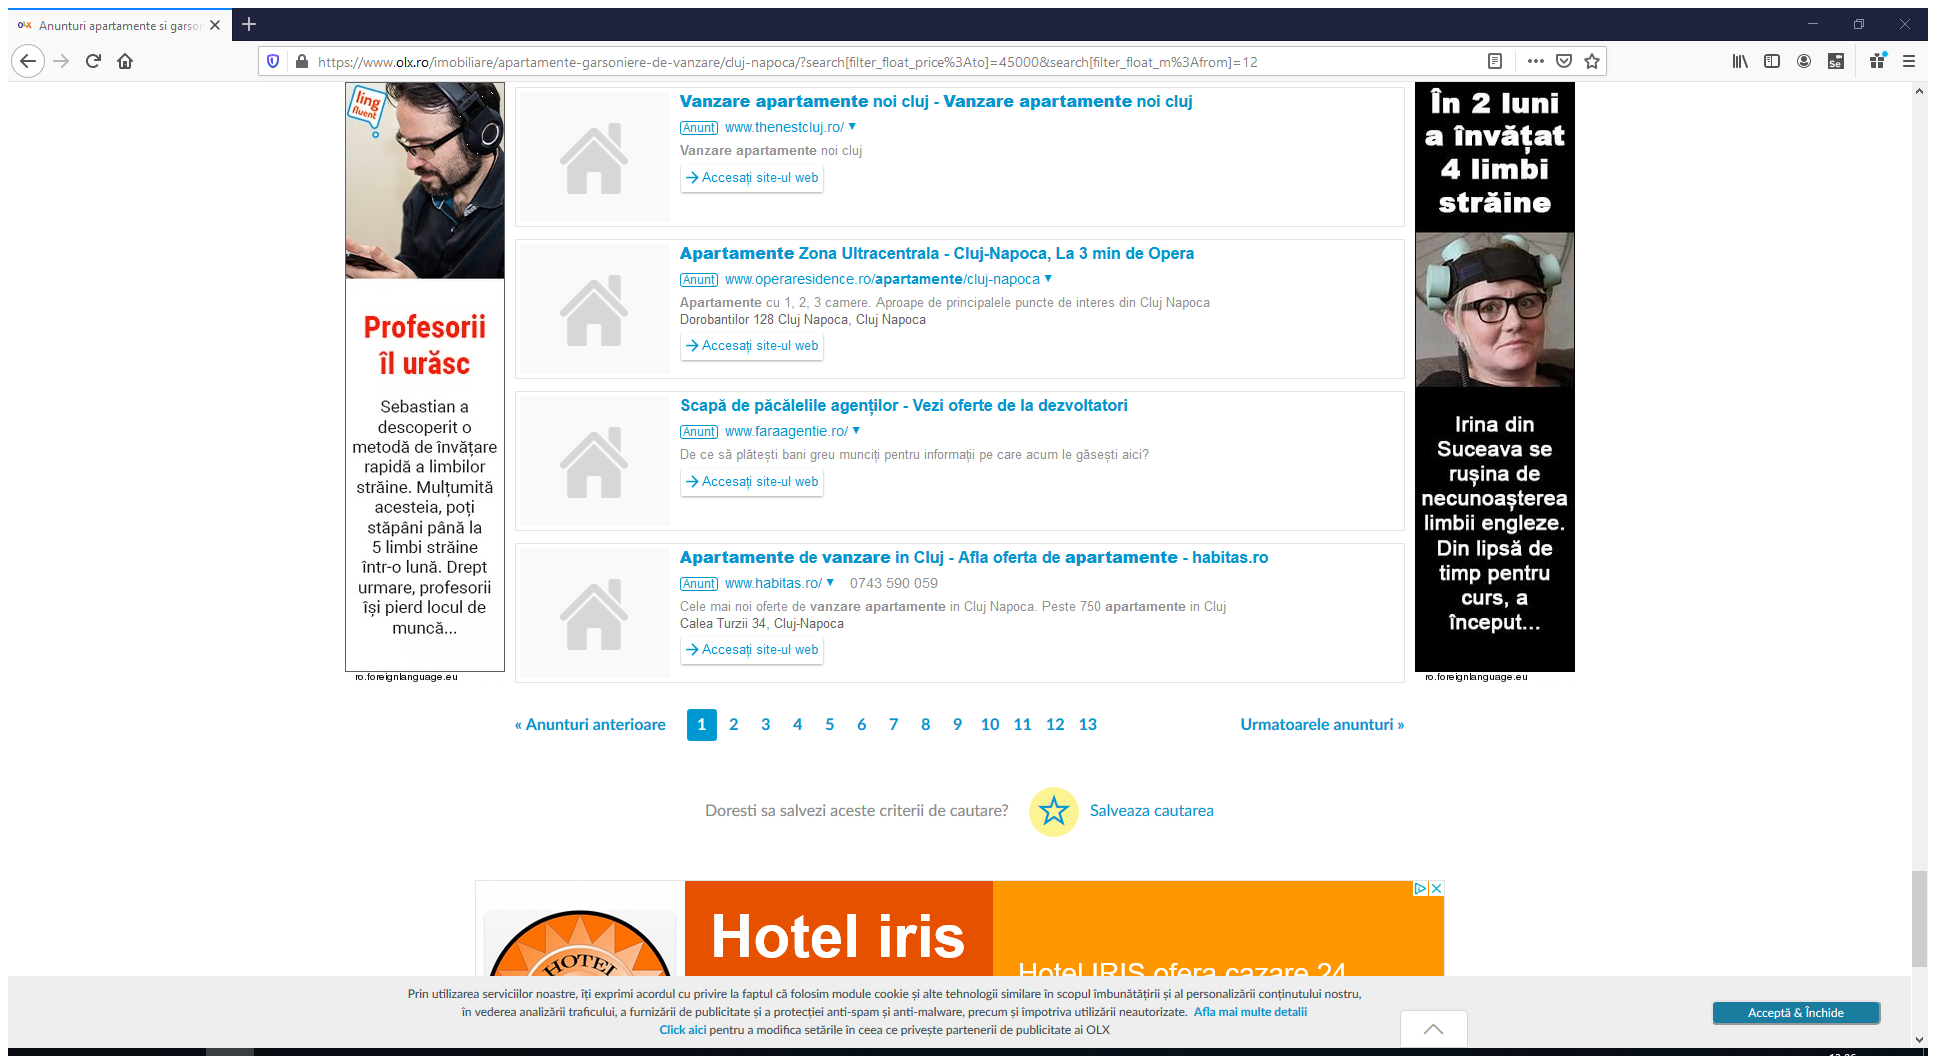 OLX Anunturi apartamente si garson
https://www.olx.ro/imobiliare/apartamente-garsoniere-de-vanzare/cluj-napoca/?search[filter_float_price%3Ato]=45000&search[filter_float_m%3Afrom]=12
Se
ling
fluent
Profesorii
îl urăsc
Sebastian a
descoperit o
metodă de învățare
rapidă a limbilor
străine. Mulțumită
acesteia, poți
stăpâni până la
5 limbi străine
într-o lună. Drept
urmare, profesorii
își pierd locul de
muncă...
ro.foreignlanguage.eu
Vanzare apartamente noi cluj - Vanzare apartamente noi cluj
Anunț www.thenestcluj.ro/
Vanzare apartamente noi cluj
Accesați site-ul web
Apartamente Zona Ultracentrala - Cluj-Napoca, La 3 min de Opera
Anunț www.operaresidence.ro/apartamente/cluj-napoca
Apartamente cu 1, 2, 3 camere. Aproape de principalele puncte de interes din Cluj Napoca
Dorobantilor 128 Cluj Napoca, Cluj Napoca
Accesați site-ul web
Scapă de păcălelile agenților - Vezi oferte de la dezvoltatori
Anunț www.faraagentie.ro/
De ce să plătești bani greu munciți pentru informații pe care acum le găsești aici?
Accesați site-ul web
Apartamente de vanzare in Cluj - Afla oferta de apartamente - habitas.ro
Anunț www.habitas.ro/ 0743 590 059
Cele mai noi oferte de vanzare apartamente in Cluj Napoca. Peste 750 apartamente in Cluj
Calea Turzii 34, Cluj-Napoca
Accesați site-ul web
În 2 luni
a învățat
4 limbi
străine
Irina din
Suceava se
rușina de
necunoașterea
limbii engleze.
Din lipsă de
timp pentru
curs, a
început...
ro.foreignlanguage.eu
« Anunturi anterioare 1 2 3 4 5 6 7 8 9 10 11 12 13 Urmatoarele anunturi »
Doresti sa salvezi aceste criterii de cautare? Salveaza cautarea
HOTEL
Hotel iris
Hotel IRIS ofera cazare 24
Prin utilizarea serviciilor noastre, îți exprimi acordul cu privire la faptul că folosim module cookie și alte tehnologii similare în scopul îmbunătățirii și al personalizării conținutului nostru,
în vederea analizării traficului, a furnizării de publicitate și a protecției anti-spam și anti-malware, precum și împotriva utilizării neautorizate. Afla mai multe detalii
Click aici pentru a modifica setările în ceea ce privește partenerii de publicitate ai OLX
Acceptă & Închide